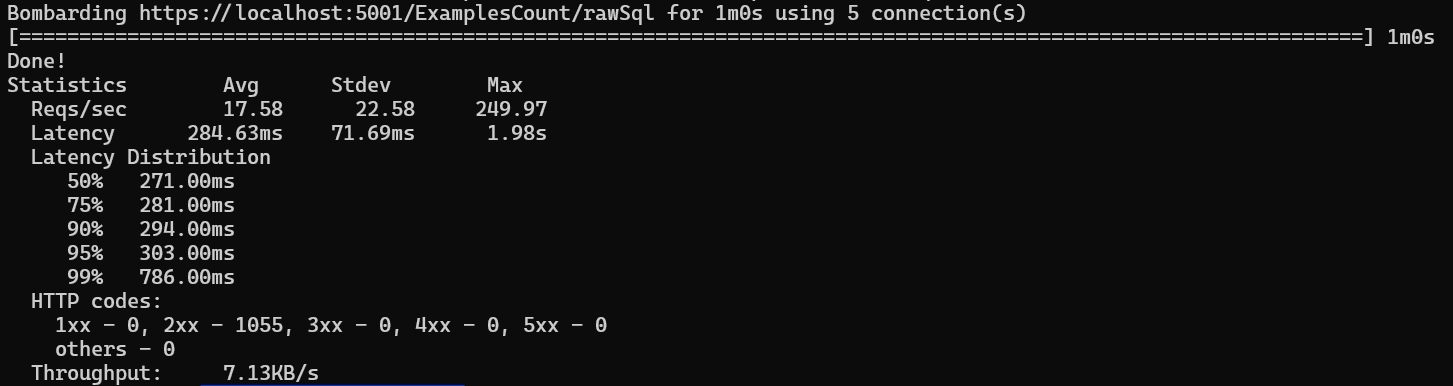 Bombarding https://localhost:5001/ExamplesCount/rawSql for 1m0s using 5 connection(s)
[================================================================================================================] 1m0s
Done!
Statistics        Avg      Stdev        Max
  Reqs/sec        17.58      22.58     249.97
  Latency      284.63ms    71.69ms      1.98s
  Latency Distribution
     50%   271.00ms
     75%   281.00ms
     90%   294.00ms
     95%   303.00ms
     99%   786.00ms
  HTTP codes:
    1xx - 0, 2xx - 1055, 3xx - 0, 4xx - 0, 5xx - 0
    others - 0
  Throughput:     7.13KB/s